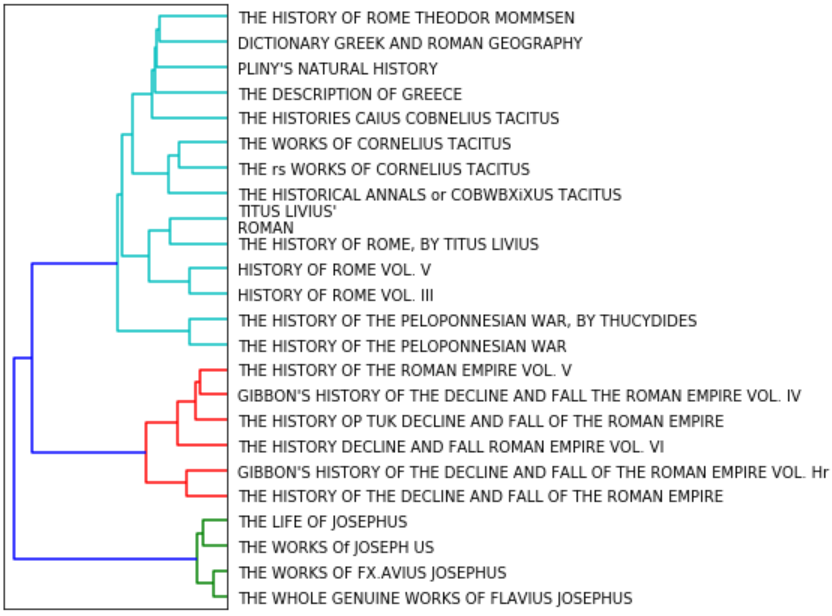 THE HISTORY OF ROME THEODOR MOMMSEN
DICTIONARY GREEK AND ROMAN GEOGRAPHY
PLINY'S NATURAL HISTORY
THE DESCRIPTION OF GREECE
THE HISTORIES CAIUS COBNELIUS TACITUS
THE WORKS OF CORNELIUS TACITUS
THE rs WORKS OF CORNELIUS TACITUS
THE HISTORICAL ANNALS or COBWBXiXUS TACITUS
TITUS LIVIUS'
ROMAN
THE HISTORY OF ROME, BY TITUS LIVIUS
HISTORY OF ROME VOL. V
HISTORY OF ROME VOL. III
THE HISTORY OF THE PELOPONNESIAN WAR, BY THUCYDIDES
THE HISTORY OF THE PELOPONNESIAN WAR
THE HISTORY OF THE ROMAN EMPIRE VOL. V
GIBBON'S HISTORY OF THE DECLINE AND FALL THE ROMAN EMPIRE VOL. IV
THE HISTORY OP TUK DECLINE AND FALL OF THE ROMAN EMPIRE
THE HISTORY DECLINE AND FALL ROMAN EMPIRE VOL. VI
GIBBON'S HISTORY OF THE DECLINE AND FALL OF THE ROMAN EMPIRE VOL. Hr
THE HISTORY OF THE DECLINE AND FALL OF THE ROMAN EMPIRE
THE LIFE OF JOSEPHUS
THE WORKS Of JOSEPH US
THE WORKS OF FX.AVIUS JOSEPHUS
THE WHOLE GENUINE WORKS OF FLAVIUS JOSEPHUS